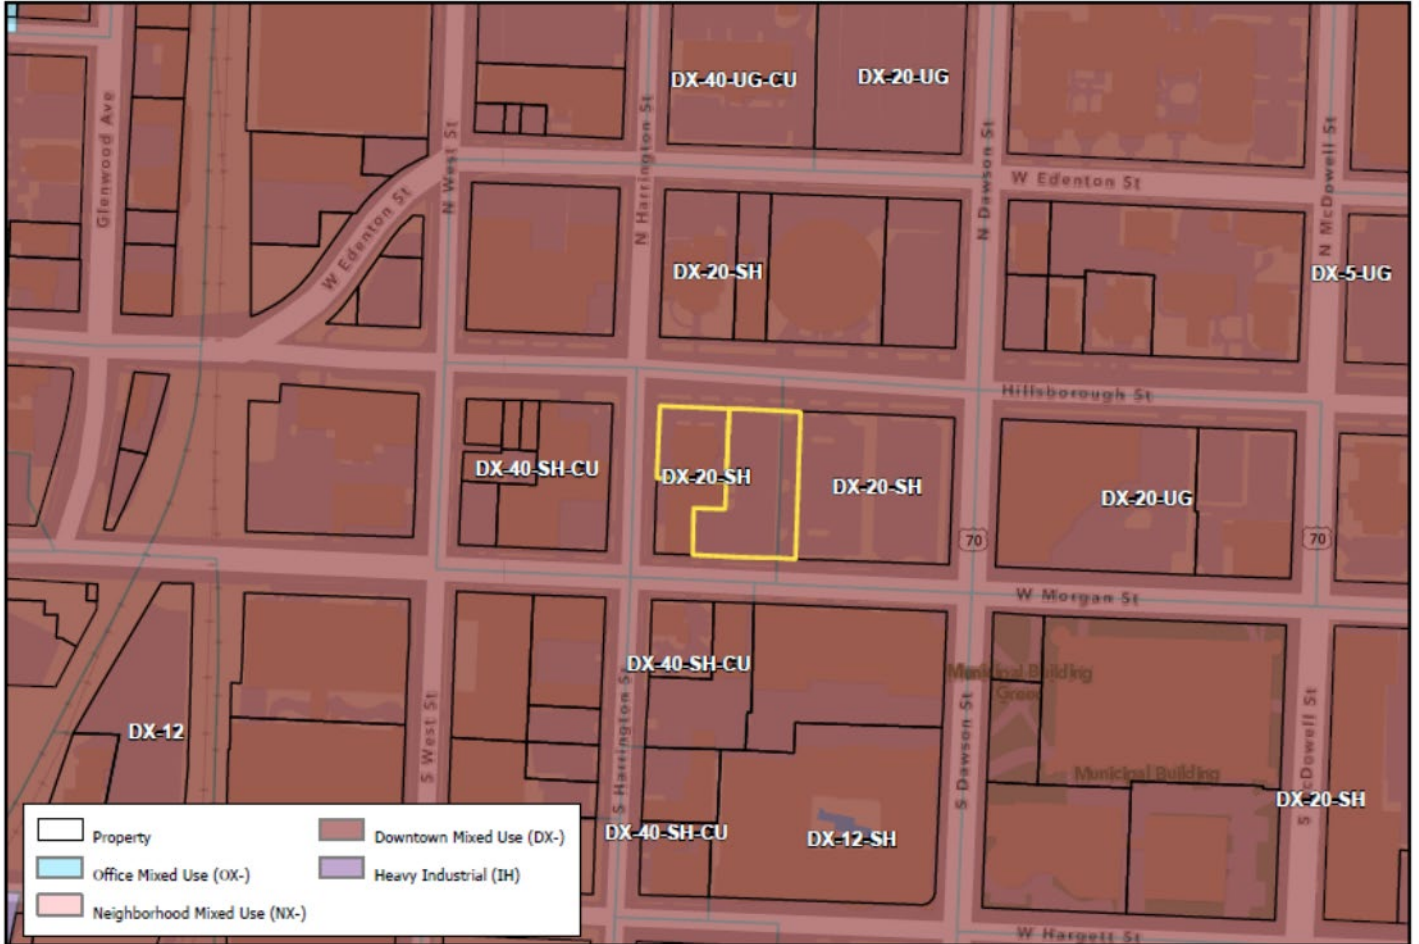 DX-40-UG-CU
DX-20-UG
Glenwood Ave
N West St
N Harrington St
N Dawson St
N McDowell St
W Edenton St
W Edenton St
DX-20-SH
DX-5-UG
Hillsborough St
DX-40-SH-CU
DX-20-SH
DX-20-SH
DX-20-UG
70
70
W Morgan St
DX-40-SH-CU
Municipal Building
Green
DX-12
S West St
S Harrington St
S Dawson St
S McDowell St
Municipal Building
DX-20-SH
DX-40-SH-CU
DX-12-SH
Property
Downtown Mixed Use (DX-)
Office Mixed Use (OX-)
Heavy Industrial (IH)
Neighborhood Mixed Use (NX-)
W Hargett St